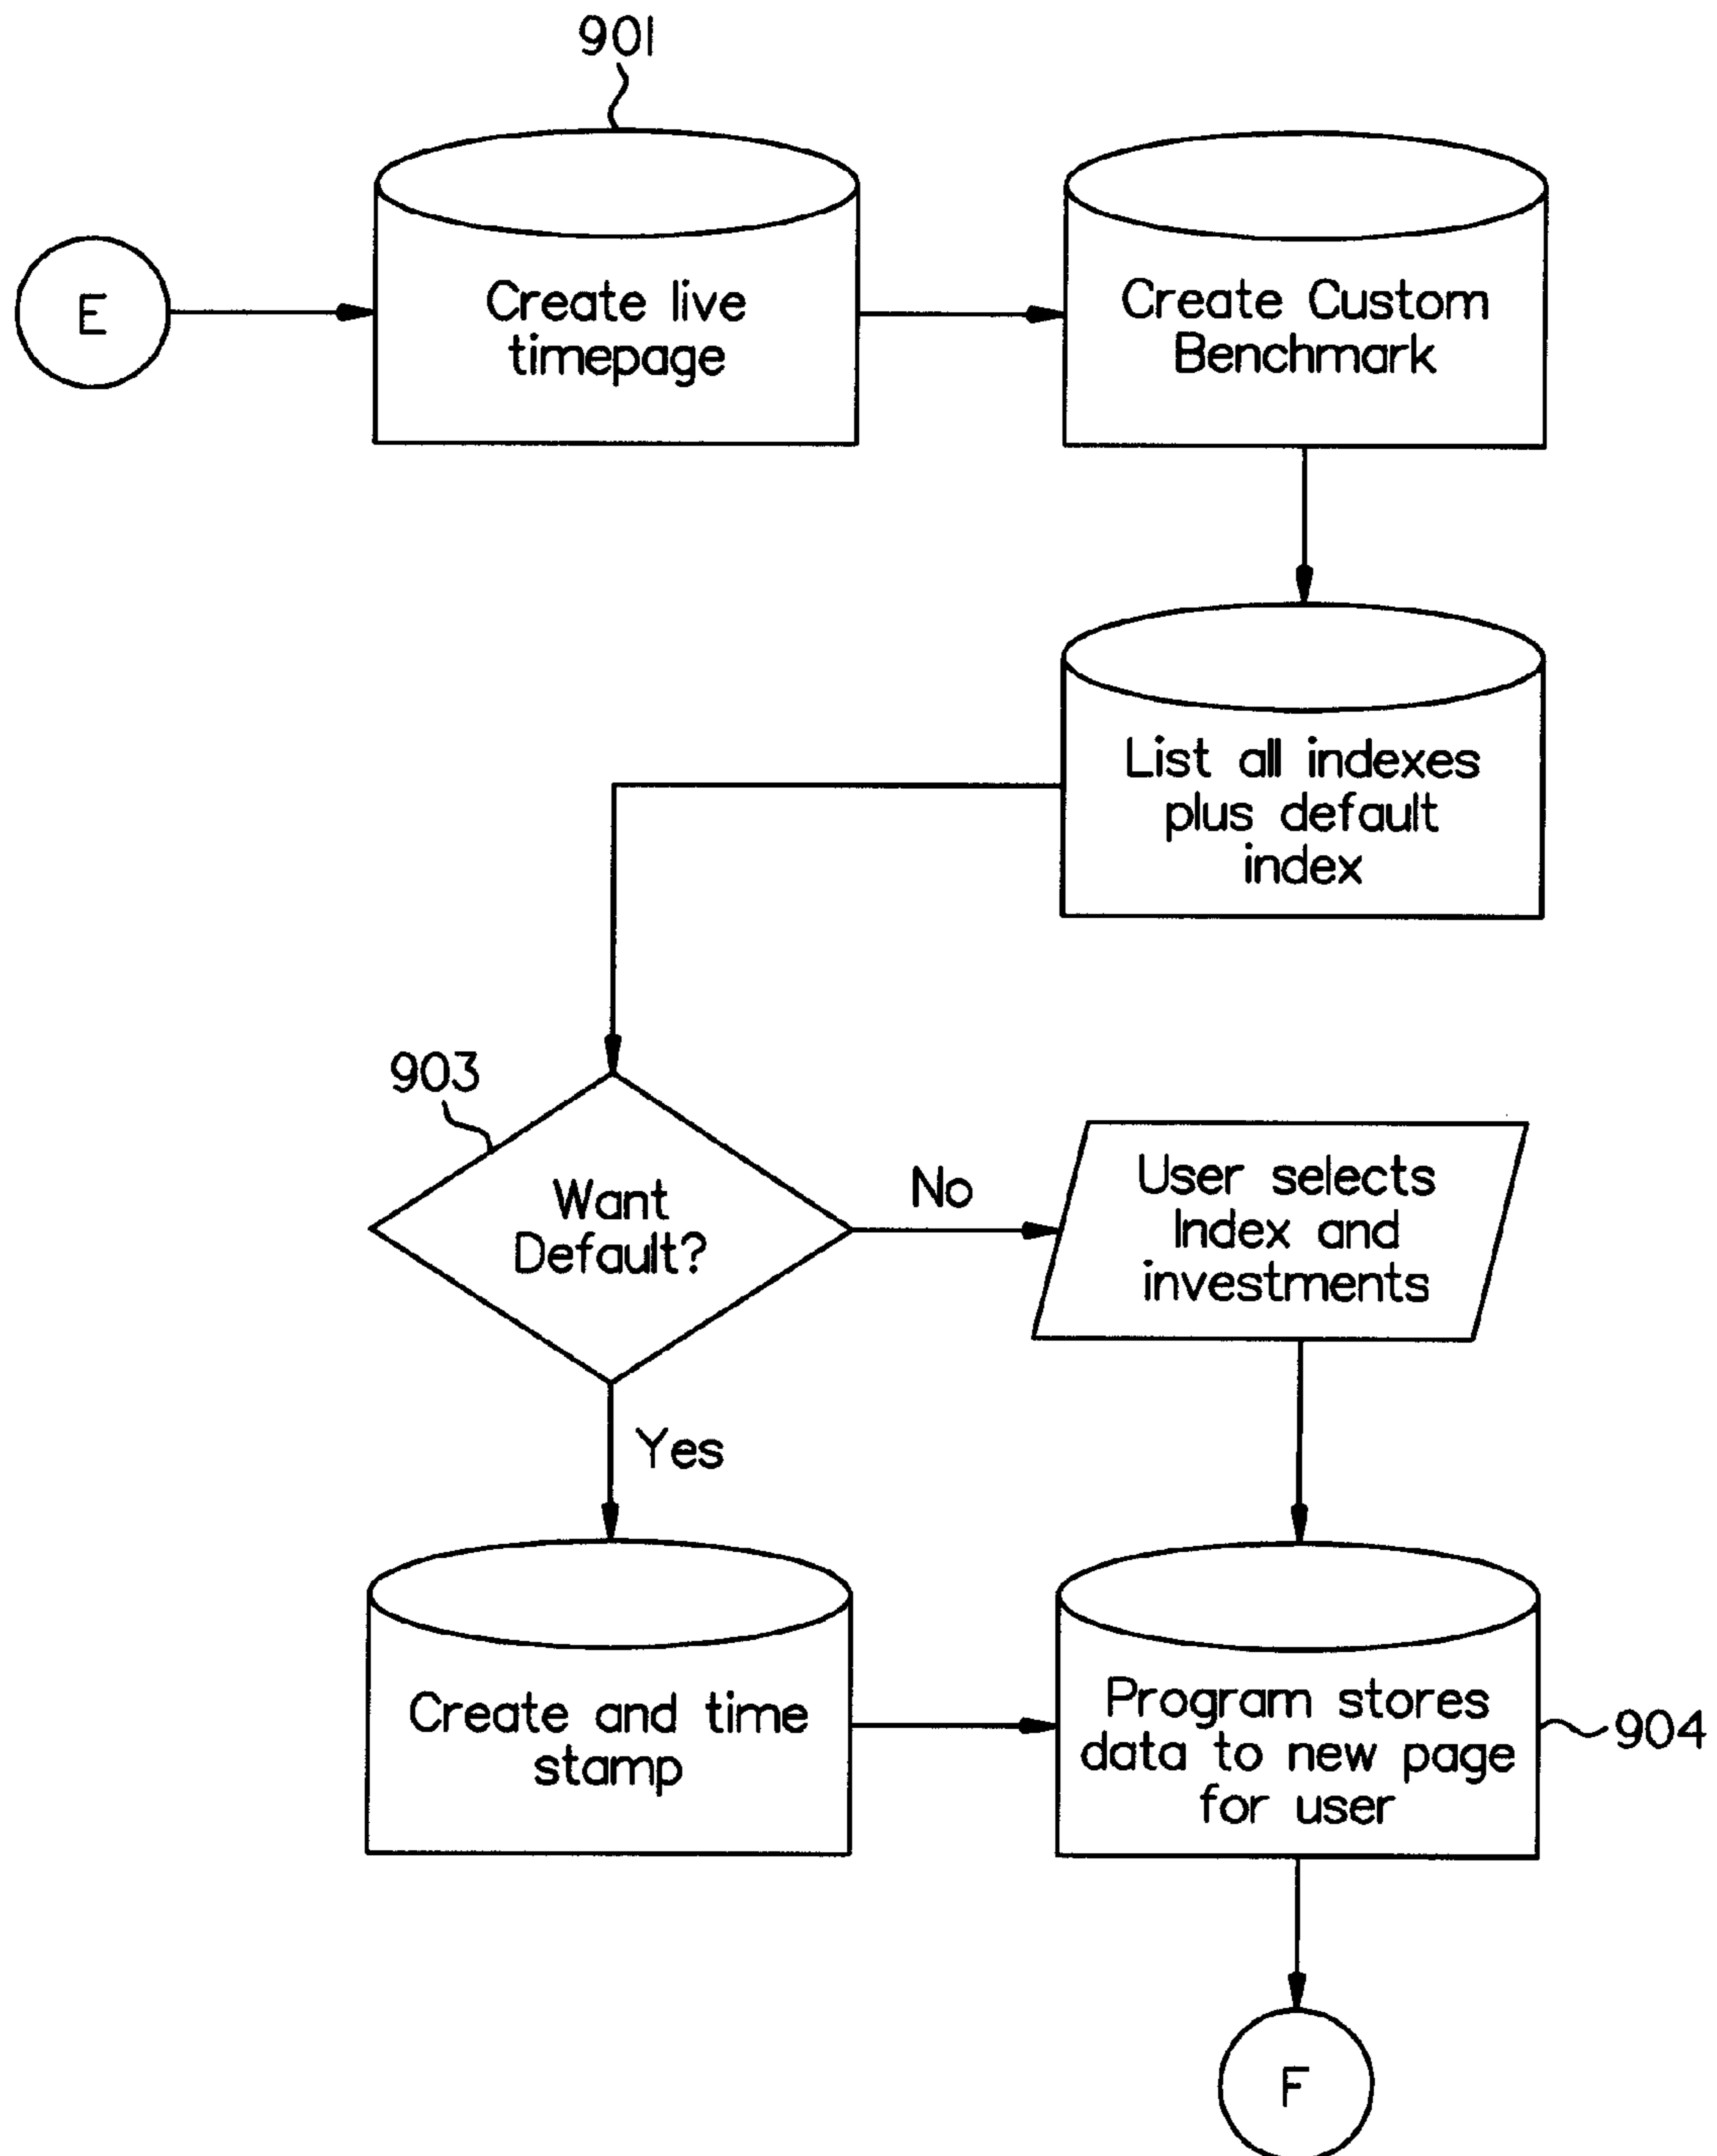 901
E
Create live
timepage
Create Custom
Benchmark
List all indexes
plus default
index
903
Want
Default?
No
User selects
Index and
investments
Yes
Create and time
stamp
Program stores
data to new page
for user
904
F